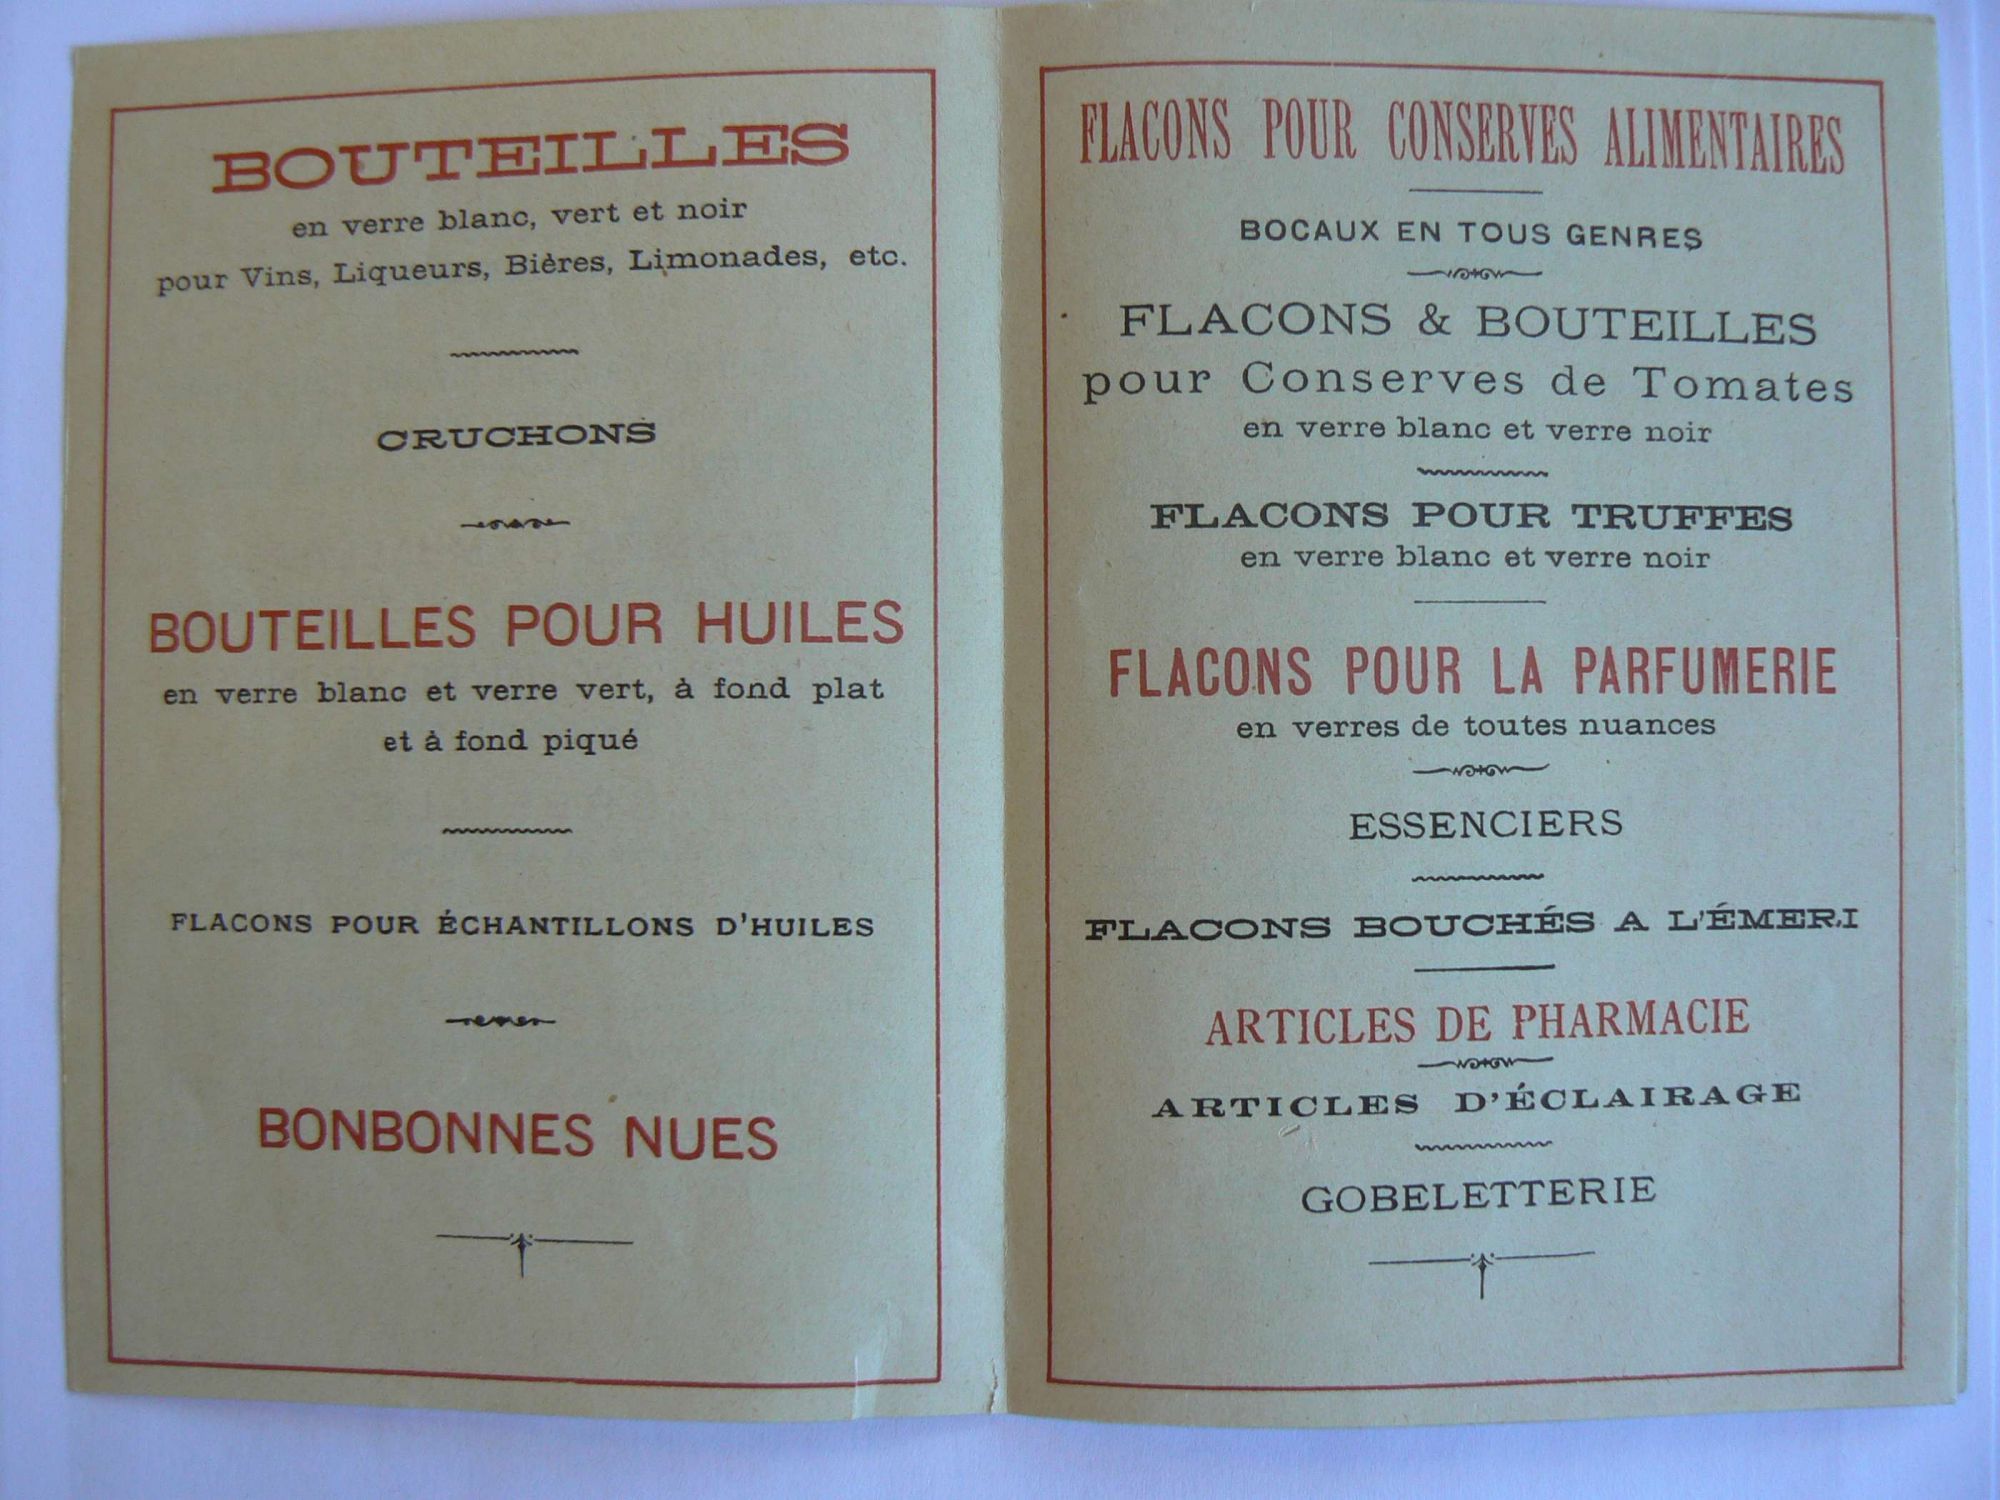 BOUTEILLES
en verre blanc, vert et noir
pour Vins, Liqueurs, Bières, Limonades, etc.
CRUCHONS
BOUTEILLES POUR HUILES
en verre blanc et verre vert, à fond plat
et à fond piqué
FLACONS POUR ÉCHANTILLONS D'HUILES
BONBONNES NUES
FLACONS POUR CONSERVES ALIMENTAIRES
BOCAUX EN TOUS GENRES
FLACONS & BOUTEILLES
pour Conserves de Tomates
en verre blanc et verre noir
FLACONS POUR TRUFFES
en verre blanc et verre noir
FLACONS POUR LA PARFUMERIE
en verres de toutes nuances
ESSENCIERS
FLACONS BOUCHÉS A L'ÉMERI
ARTICLES DE PHARMACIE
ARTICLES D'ÉCLAIRAGE
GOBELETTERIE